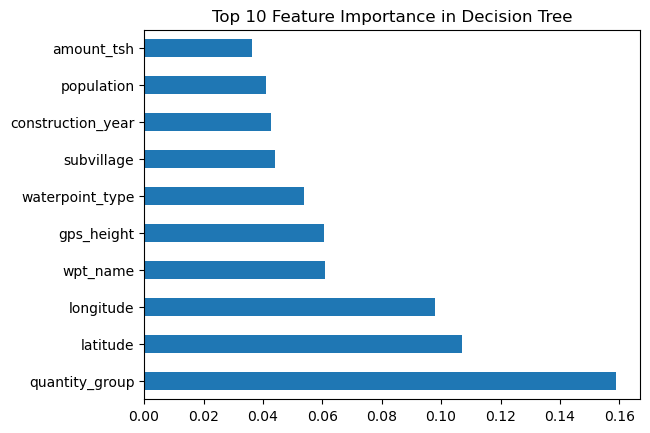 Top 10 Feature Importance in Decision Tree
amount_tsh
population
construction_year
subvillage
waterpoint_type
gps_height
wpt_name
longitude
latitude
quantity_group
0.00 0.02 0.04 0.06 0.08 0.10 0.12 0.14 0.16